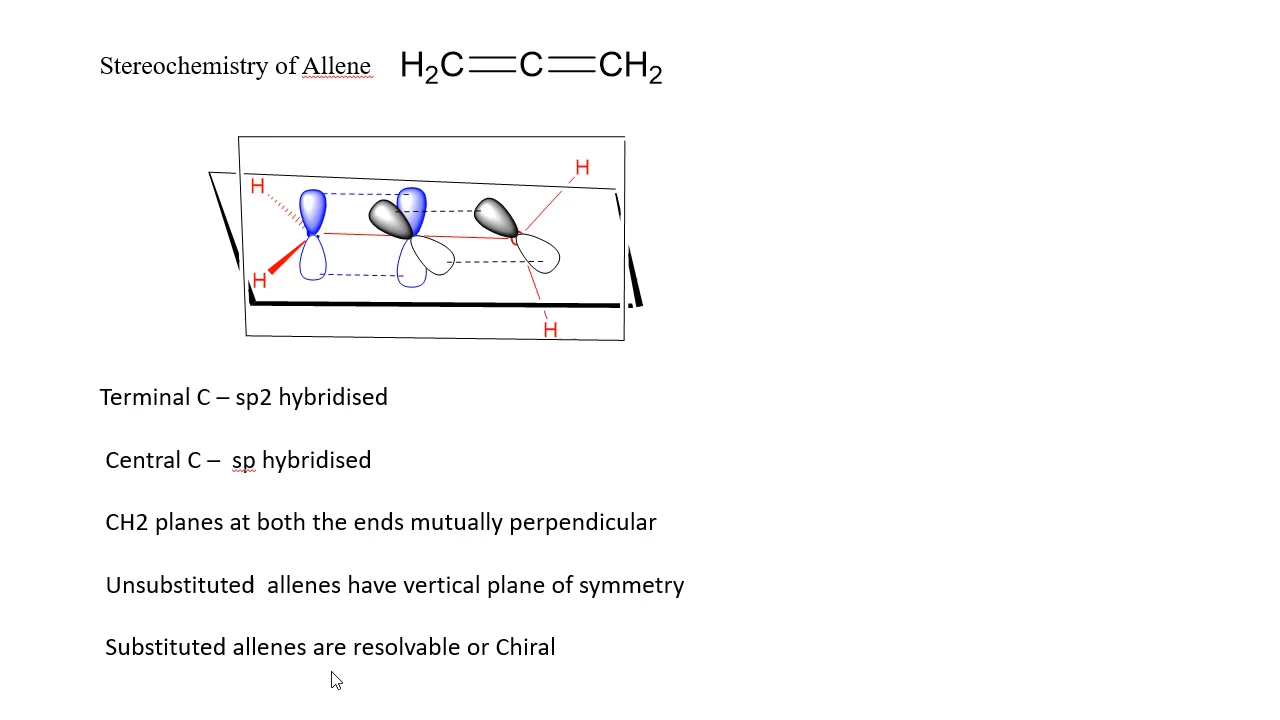 Stereochemistry of Allene H2C=C=CH2
H
H
H
H
Terminal C – sp2 hybridised
Central C – sp hybridised
CH2 planes at both the ends mutually perpendicular
Unsubstituted allenes have vertical plane of symmetry
Substituted allenes are resolvable or Chiral